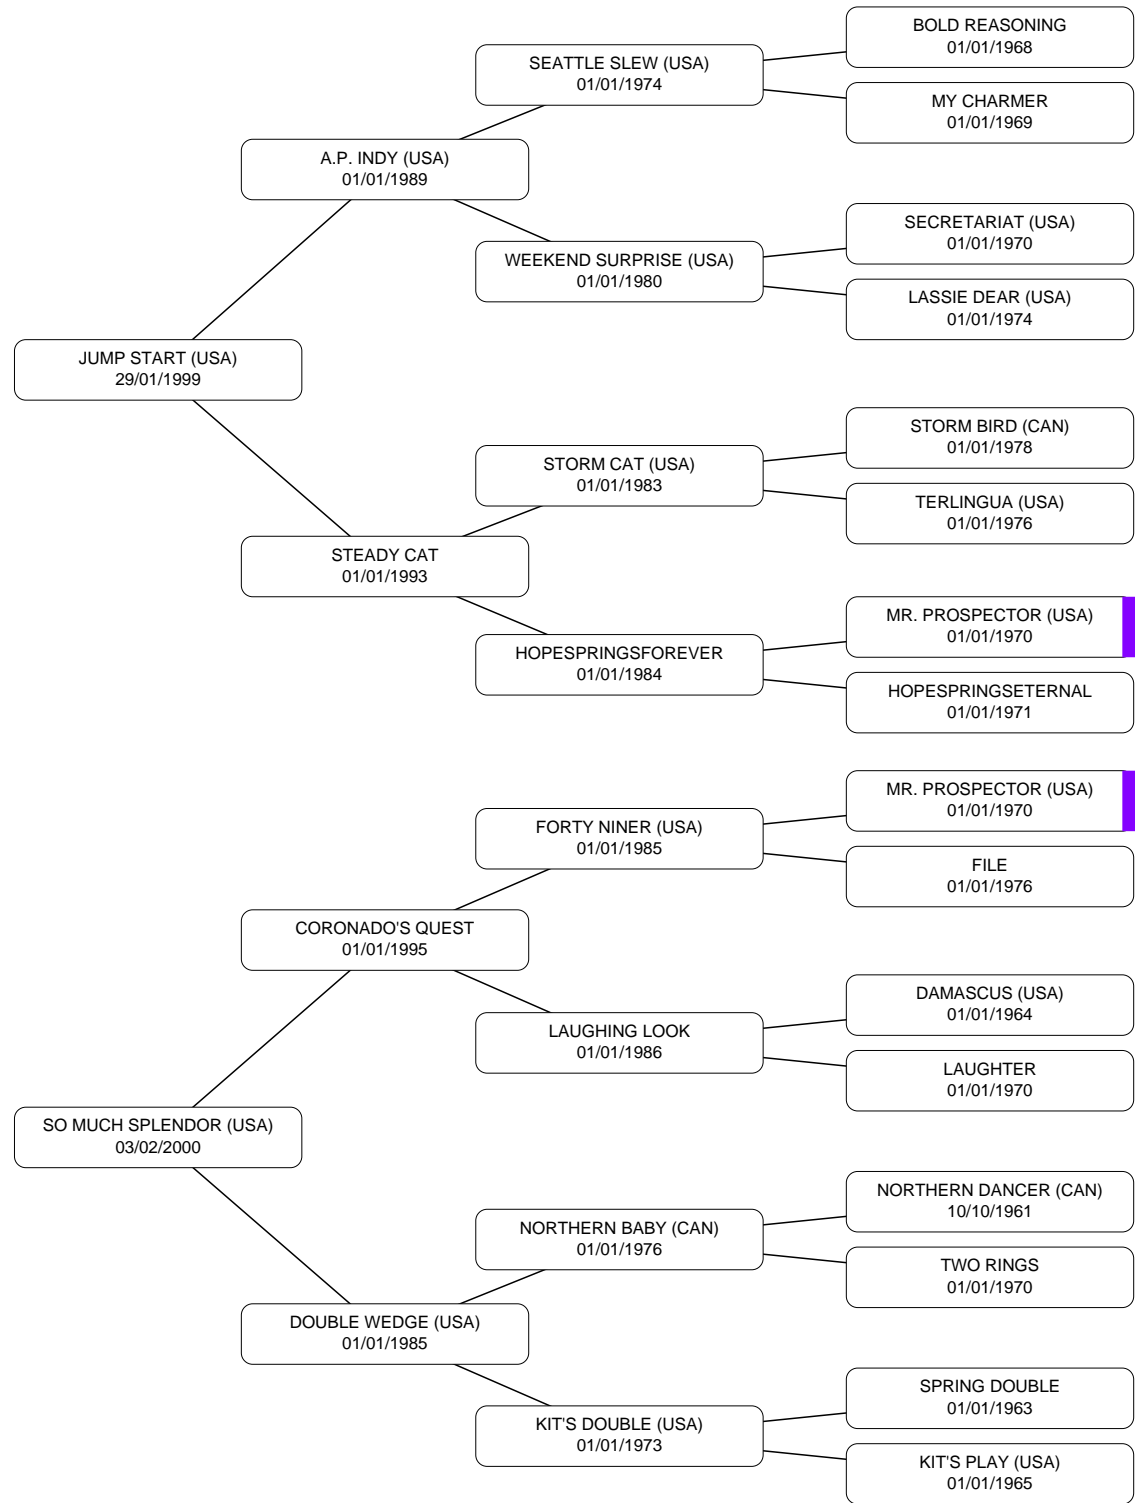 BOLD REASONING
01/01/1968
SEATTLE SLEW (USA)
01/01/1974
MY CHARMER
01/01/1969
A.P. INDY (USA)
01/01/1989
SECRETARIAT (USA)
01/01/1970
WEEKEND SURPRISE (USA)
01/01/1980
LASSIE DEAR (USA)
01/01/1974
JUMP START (USA)
29/01/1999
STORM BIRD (CAN)
01/01/1978
STORM CAT (USA)
01/01/1983
TERLINGUA (USA)
01/01/1976
STEADY CAT
01/01/1993
MR. PROSPECTOR (USA)
01/01/1970
HOPESPRINGSFOREVER
01/01/1984
HOPESPRINGSETERNAL
01/01/1971
MR. PROSPECTOR (USA)
01/01/1970
FORTY NINER (USA)
01/01/1985
FILE
01/01/1976
CORONADO'S QUEST
01/01/1995
DAMASCUS (USA)
01/01/1964
LAUGHING LOOK
01/01/1986
LAUGHTER
01/01/1970
SO MUCH SPLENDOR (USA)
03/02/2000
NORTHERN DANCER (CAN)
10/10/1961
NORTHERN BABY (CAN)
01/01/1976
TWO RINGS
01/01/1970
DOUBLE WEDGE (USA)
01/01/1985
SPRING DOUBLE
01/01/1963
KIT'S DOUBLE (USA)
01/01/1973
KIT'S PLAY (USA)
01/01/1965